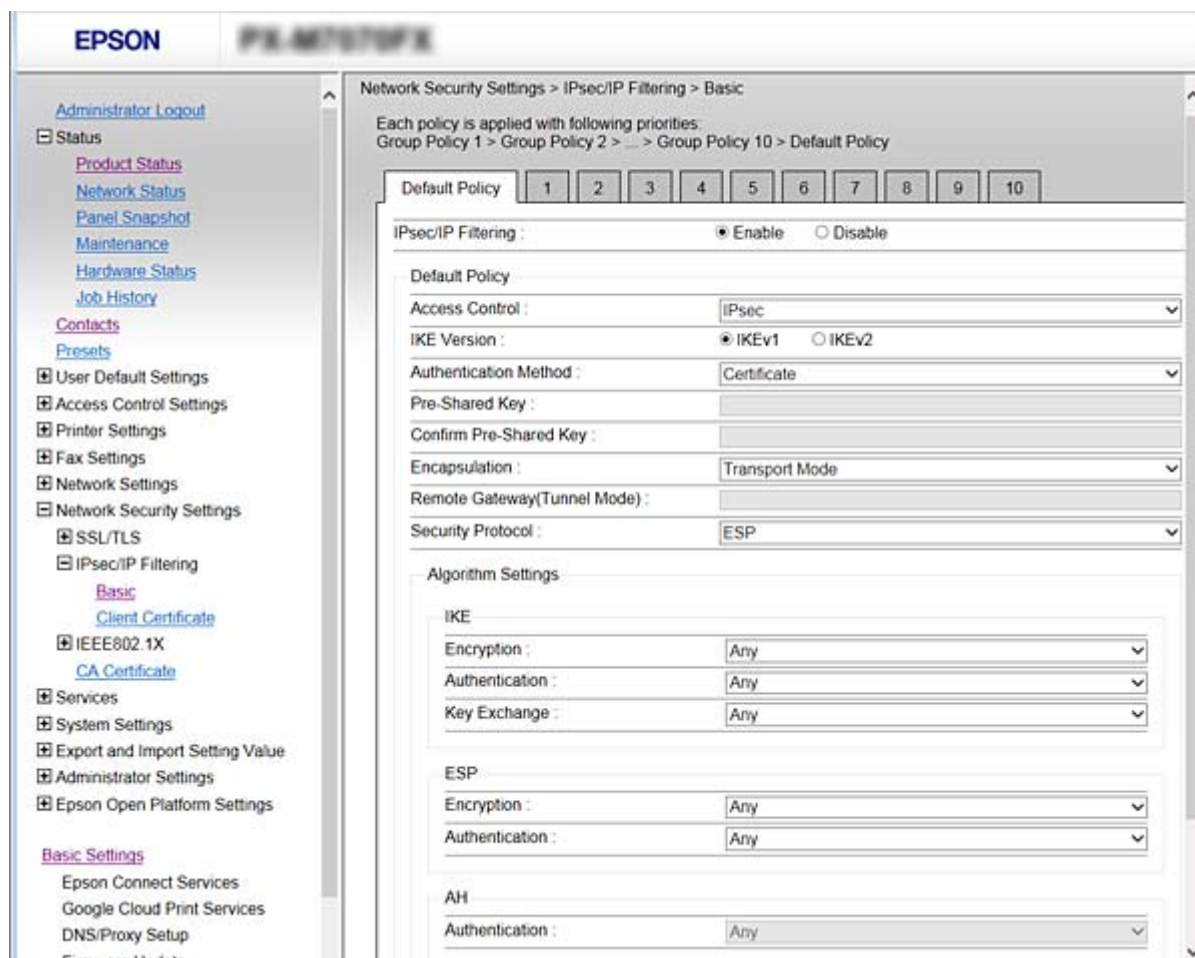 EPSON
PX-M7070FX
Administrator Logout
Status
Product Status
Network Status
Panel Snapshot
Maintenance
Hardware Status
Job History
Contacts
Presets
User Default Settings
Access Control Settings
Printer Settings
Fax Settings
Network Settings
Network Security Settings
SSL/TLS
IPsec/IP Filtering
Basic
Client Certificate
IEEE802.1X
CA Certificate
Services
System Settings
Export and Import Setting Value
Administrator Settings
Epson Open Platform Settings
Basic Settings
Epson Connect Services
Google Cloud Print Services
DNS/Proxy Setup
Network Security Settings > IPsec/IP Filtering > Basic
Each policy is applied with following priorities:
Group Policy 1 > Group Policy 2 > ... > Group Policy 10 > Default Policy
Default Policy 1 2 3 4 5 6 7 8 9 10
IPsec/IP Filtering : Enable Disable
Default Policy
Access Control : IPsec
IKE Version : IKEv1 IKEv2
Authentication Method : Certificate
Pre-Shared Key :
Confirm Pre-Shared Key :
Encapsulation : Transport Mode
Remote Gateway(Tunnel Mode) :
Security Protocol : ESP
Algorithm Settings
IKE
Encryption : Any
Authentication : Any
Key Exchange : Any
ESP
Encryption : Any
Authentication : Any
AH
Authentication : Any